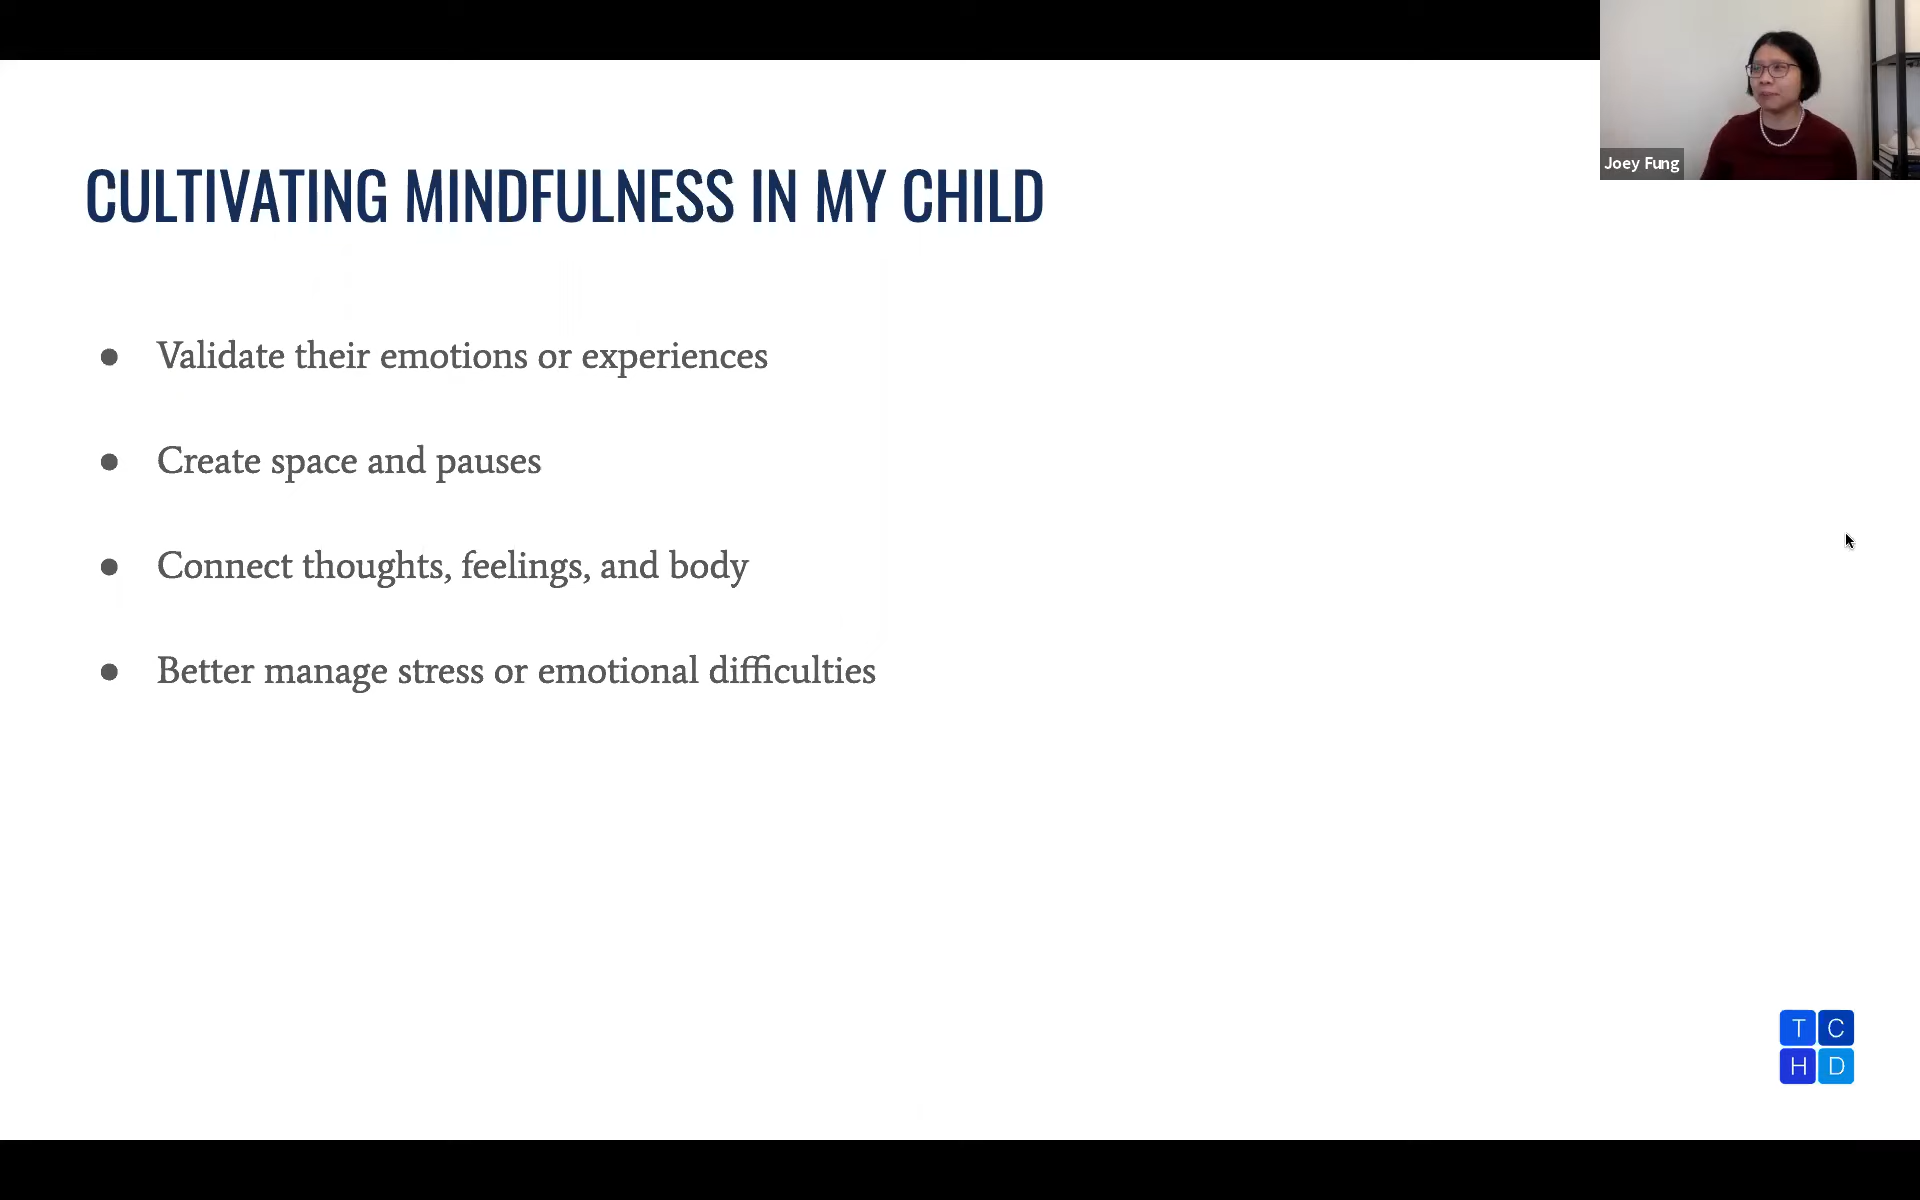 CULTIVATING MINDFULNESS IN MY CHILD
Joey Fung
● Validate their emotions or experiences
● Create space and pauses
● Connect thoughts, feelings, and body
● Better manage stress or emotional difficulties
T C
H D